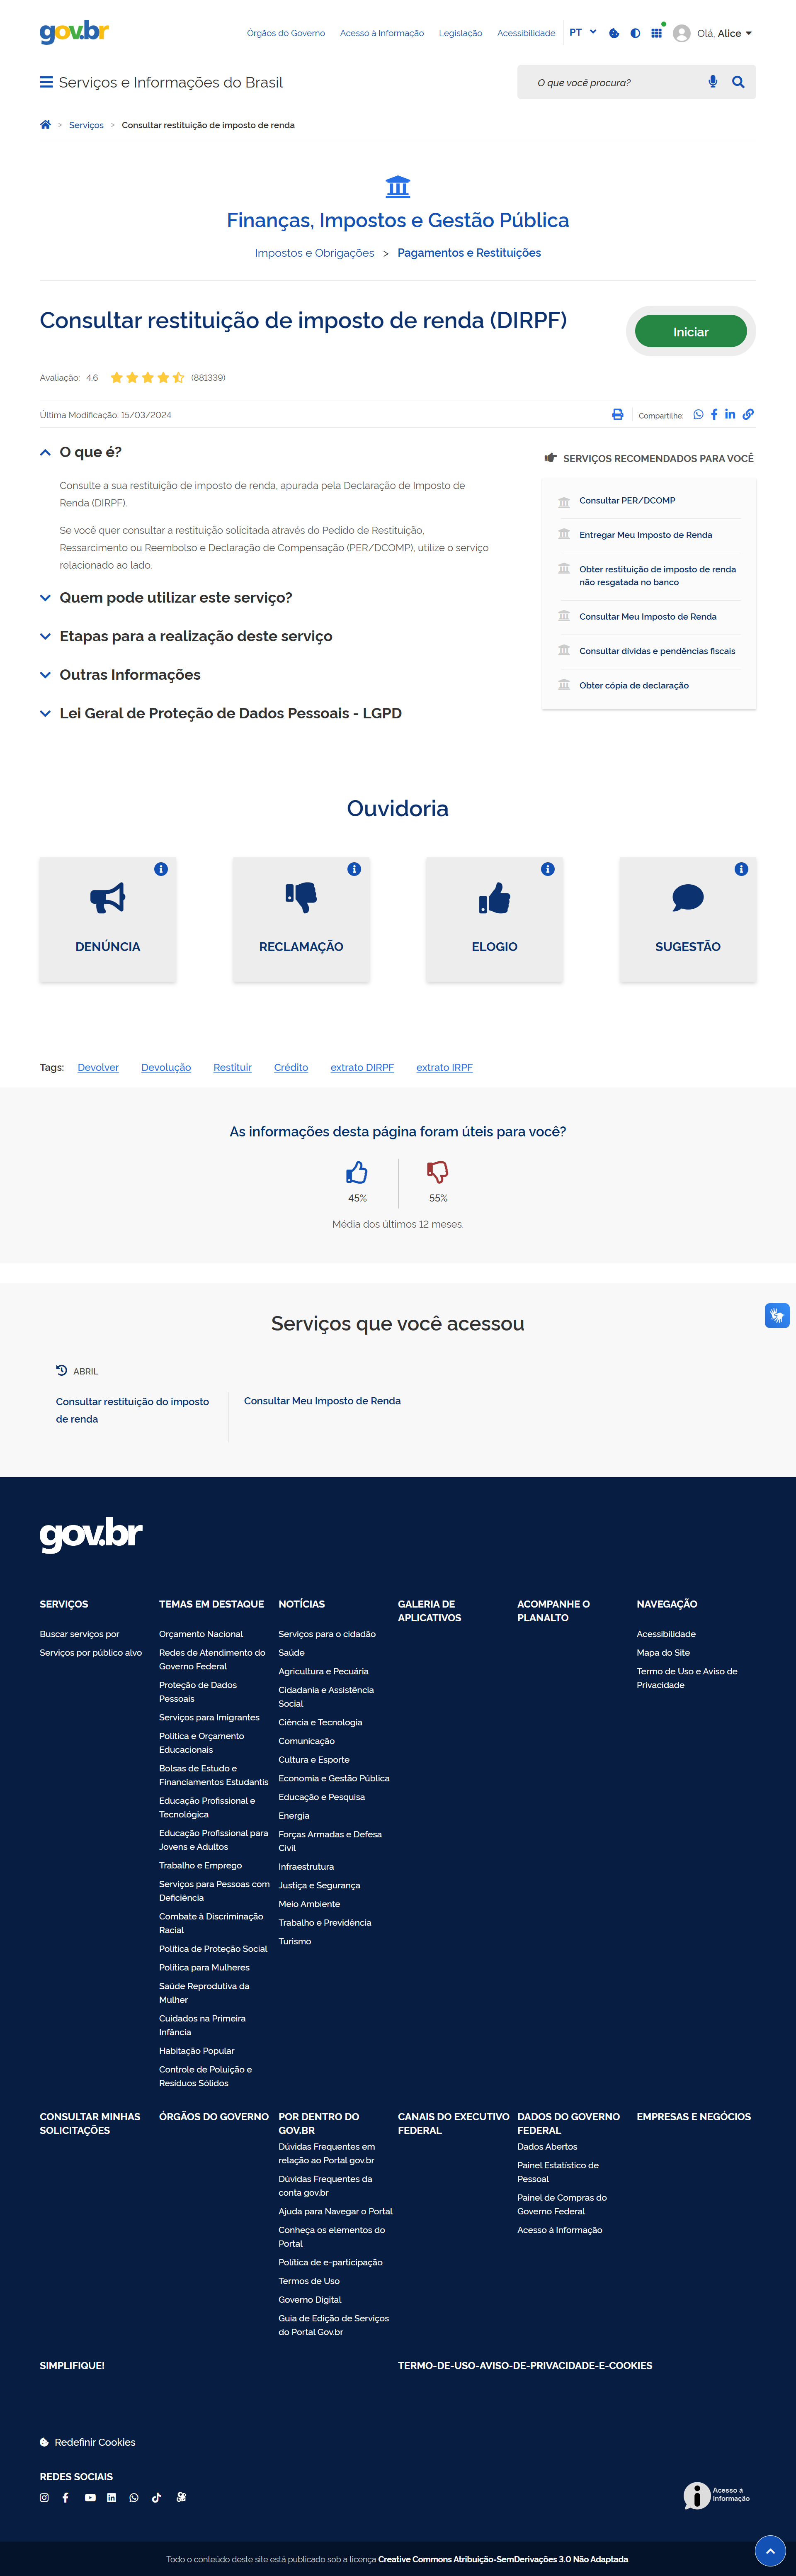 gov.br
Órgãos do Governo Acesso à Informação Legislação Acessibilidade PT Olá, Alice
Serviços e Informações do Brasil
O que você procura?
> Serviços > Consultar restituição de imposto de renda
Finanças, Impostos e Gestão Pública
Impostos e Obrigações > Pagamentos e Restituições
Consultar restituição de imposto de renda (DIRPF)
Iniciar
Avaliação: 4.6 (881339)
Última Modificação: 15/03/2024
Compartilhe:
O que é?
Consulte a sua restituição de imposto de renda, apurada pela Declaração de Imposto de
Renda (DIRPF).
Se você quer consultar a restituição solicitada através do Pedido de Restituição,
Ressarcimento ou Reembolso e Declaração de Compensação (PER/DCOMP), utilize o serviço
relacionado ao lado.
Quem pode utilizar este serviço?
Etapas para a realização deste serviço
Outras Informações
Lei Geral de Proteção de Dados Pessoais - LGPD
SERVIÇOS RECOMENDADOS PARA VOCÊ
Consultar PER/DCOMP
Entregar Meu Imposto de Renda
Obter restituição de imposto de renda
não resgatada no banco
Consultar Meu Imposto de Renda
Consultar dívidas e pendências fiscais
Obter cópia de declaração
Ouvidoria
DENÚNCIA
RECLAMAÇÃO
ELOGIO
SUGESTÃO
Tags: Devolver Devolução Restituir Crédito extrato DIRPF extrato IRPF
As informações desta página foram úteis para você?
45% 55%
Média dos últimos 12 meses.
Serviços que você acessou
ABRIL
Consultar restituição do imposto
de renda
Consultar Meu Imposto de Renda
gov.br
SERVIÇOS
Buscar serviços por
Serviços por público alvo
TEMAS EM DESTAQUE
Orçamento Nacional
Redes de Atendimento do
Governo Federal
Proteção de Dados
Pessoais
Serviços para Imigrantes
Política e Orçamento
Educacionais
Bolsas de Estudo e
Financiamentos Estudantis
Educação Profissional e
Tecnológica
Educação Profissional para
Jovens e Adultos
Trabalho e Emprego
Serviços para Pessoas com
Deficiência
Combate à Discriminação
Racial
Política de Proteção Social
Política para Mulheres
Saúde Reprodutiva da
Mulher
Cuidados na Primeira
Infância
Habitação Popular
Controle de Poluição e
Resíduos Sólidos
NOTÍCIAS
Serviços para o cidadão
Saúde
Agricultura e Pecuária
Cidadania e Assistência
Social
Ciência e Tecnologia
Comunicação
Cultura e Esporte
Economia e Gestão Pública
Educação e Pesquisa
Energia
Forças Armadas e Defesa
Civil
Infraestrutura
Justiça e Segurança
Meio Ambiente
Trabalho e Previdência
Turismo
GALERIA DE
APLICATIVOS
ACOMPANHE O
PLANALTO
NAVEGAÇÃO
Acessibilidade
Mapa do Site
Termo de Uso e Aviso de
Privacidade
CONSULTAR MINHAS
SOLICITAÇÕES
ÓRGÃOS DO GOVERNO
POR DENTRO DO
GOV.BR
Dúvidas Frequentes em
relação ao Portal gov.br
Dúvidas Frequentes da
conta gov.br
Ajuda para Navegar o Portal
Conheça os elementos do
Portal
Política de e-participação
Termos de Uso
Governo Digital
Guia de Edição de Serviços
do Portal Gov.br
CANAIS DO EXECUTIVO
FEDERAL
DADOS DO GOVERNO
FEDERAL
Dados Abertos
Painel Estatístico de
Pessoal
Painel de Compras do
Governo Federal
Acesso à Informação
EMPRESAS E NEGÓCIOS
SIMPLIFIQUE!
TERMO-DE-USO-AVISO-DE-PRIVACIDADE-E-COOKIES
Redefinir Cookies
REDES SOCIAIS
Acesso à
Informação
Todo o conteúdo deste site está publicado sob a licença Creative Commons Atribuição-SemDerivações 3.0 Não Adaptada.